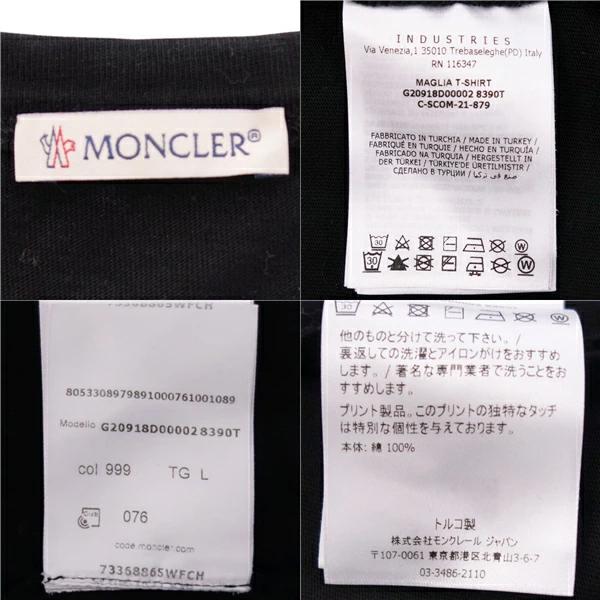 MONCLER®
INDUSTRIES
Via Venezia,1 35010 Trebaseleghe(PD) Italy
RN 116347
MAGLIA T-SHIRT
G20918D00002 8390T
C-SCOM-21-879
FABBRICATO IN TURCHIA / MADE IN TURKEY /
FABRIQUÉ EN TURQUIE / HECHO EN TURQUÍA /
FABRICADO NA TURQUIA / HERGESTELLT IN
DER TÜRKEI / TÜRKİYE'DE ÜRETİLMİŞTİR /
СДЕЛАНО В ТУРЦИИ / صنع في تركيا
30 W
30 W
73368865WFCH
8053308979891000761001089
Modello G20918D00002 8390T
col 999 TG L
076
code.moncler.com
73368865WFCH
他のものと分けて洗って下さい。/
裏返しての洗濯とアイロンがけをおすすめ
します。/ 著名な専門業者で洗うことをお
すすめします。
プリント製品。このプリントの独特なタッチ
は特別な個性を与えております。
本体: 綿 100%
トルコ製
株式会社モンクレール ジャパン
〒107-0061 東京都港区北青山3-6-7
03-3486-2110